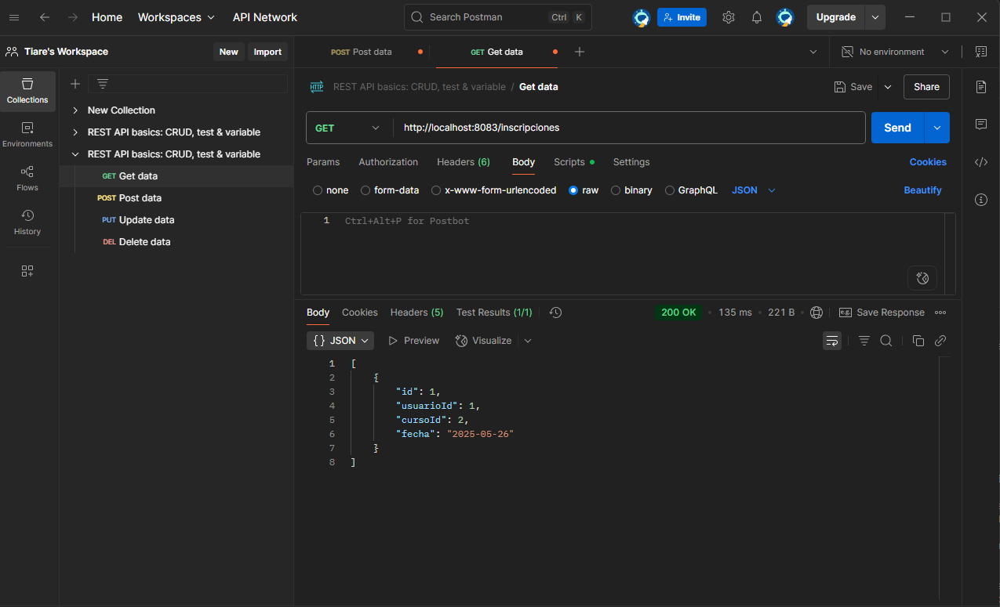 Home Workspaces API Network Search Postman Ctrl K Invite Upgrade
Tiare's Workspace New Import POST Post data GET Get data No environment
Collections
Environments
Flows
History
New Collection
REST API basics: CRUD, test & variable
REST API basics: CRUD, test & variable
GET Get data
POST Post data
PUT Update data
DEL Delete data
HTTP REST API basics: CRUD, test & variable / Get data Save Share
GET http://localhost:8083/inscripciones Send
Params Authorization Headers (6) Body Scripts Settings Cookies
none form-data x-www-form-urlencoded raw binary GraphQL JSON Beautify
1 Ctrl+Alt+P for Postbot
Body Cookies Headers (5) Test Results (1/1) 200 OK • 135 ms • 221 B • e.g. Save Response
{} JSON Preview Visualize
1 [
2 {
3 "id": 1,
4 "usuarioId": 1,
5 "cursoId": 2,
6 "fecha": "2025-05-26"
7 }
8 ]